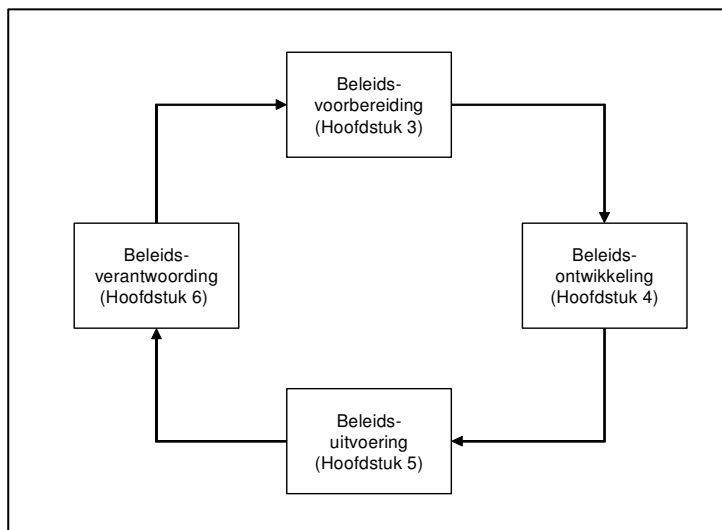 Beleids-
voorbereiding
(Hoofdstuk 3)
Beleids-
verantwoording
(Hoofdstuk 6)
Beleids-
ontwikkeling
(Hoofdstuk 4)
Beleids-
uitvoering
(Hoofdstuk 5)